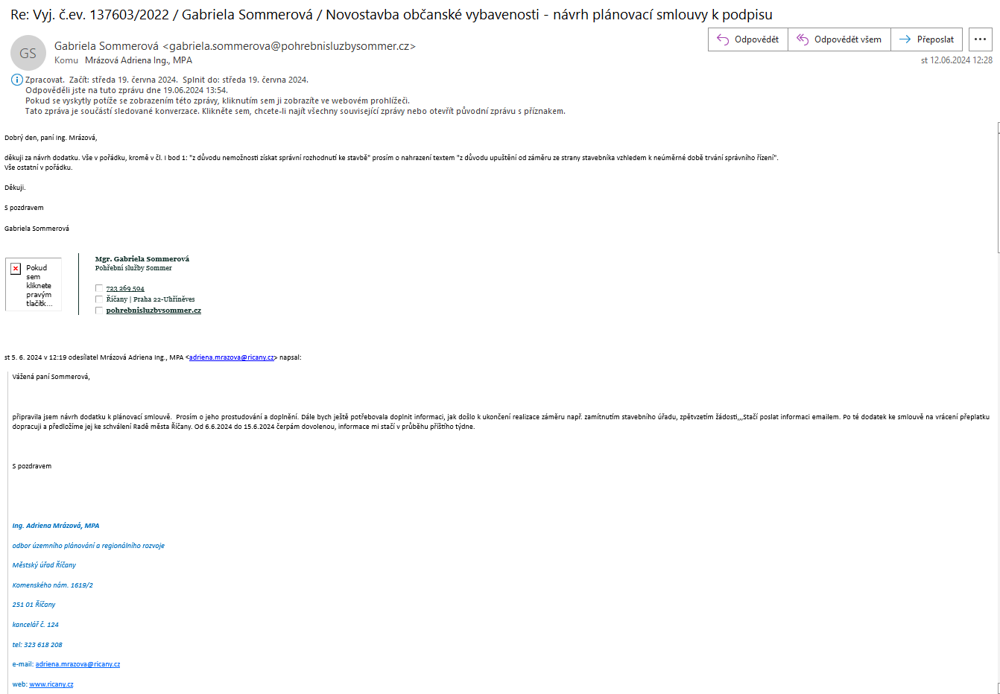 Re: Vyj. č.ev. 137603/2022 / Gabriela Sommerová / Novostavba občanské vybavenosti - návrh plánovací smlouvy k podpisu
GS
Gabriela Sommerová <gabriela.sommerova@pohrebnisluzbysommer.cz>
Komu Mrázová Adriena Ing., MPA
Odpovědět
Odpovědět všem
Přeposlat
st 12.06.2024 12:28
Zpracovat. Začít: středa 19. června 2024. Splnit do: středa 19. června 2024.
Odpověděli jste na tuto zprávu dne 19.06.2024 13:54.
Pokud se vyskytly potíže se zobrazením této zprávy, kliknutím sem ji zobrazíte ve webovém prohlížeči.
Tato zpráva je součástí sledované konverzace. Klikněte sem, chcete-li najít všechny související zprávy nebo otevřít původní zprávu s příznakem.
Dobrý den, paní Ing. Mrázová,
děkuji za návrh dodatku. Vše v pořádku, kromě v čl. I bod 1: "z důvodu nemožnosti získat správní rozhodnutí ke stavbě" prosím o nahrazení textem "z důvodu upuštění od záměru ze strany stavebníka vzhledem k neúměrné době trvání správního řízení".
Vše ostatní v pořádku.
Děkuji.
S pozdravem
Gabriela Sommerová
Pokud
sem
kliknete
pravým
tlačítk...
Mgr. Gabriela Sommerová
Pohřební služby Sommer
723 269 504
Říčany | Praha 22-Uhříněves
pohrebnisluzbysommer.cz
st 5. 6. 2024 v 12:19 odesílatel Mrázová Adriena Ing., MPA <adriena.mrazova@ricany.cz> napsal:
Vážená paní Sommerová,
připravila jsem návrh dodatku k plánovací smlouvě. Prosím o jeho prostudování a doplnění. Dále bych ještě potřebovala doplnit informaci, jak došlo k ukončení realizace záměru např. zamítnutím stavebního úřadu, zpětvzetím žádosti,,,Stačí poslat informaci emailem. Po té dodatek ke smlouvě na vrácení přeplatku
dopracuji a předložíme jej ke schválení Radě města Říčany. Od 6.6.2024 do 15.6.2024 čerpám dovolenou, informace mi stačí v průběhu příštího týdne.
S pozdravem
Ing. Adriena Mrázová, MPA
odbor územního plánování a regionálního rozvoje
Městský úřad Říčany
Komenského nám. 1619/2
251 01 Říčany
kancelář č. 124
tel: 323 618 208
e-mail: adriena.mrazova@ricany.cz
web: www.ricany.cz